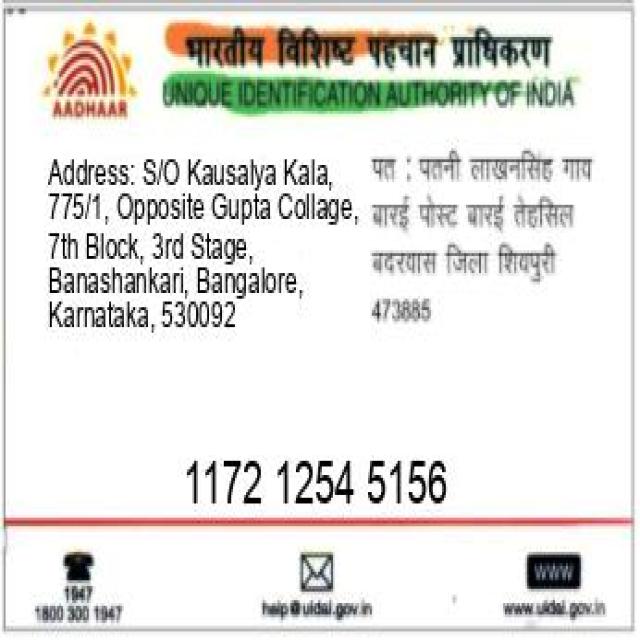 भारतीय विशिष्ट पहचान प्राधिकरण
AADHAAR
UNIQUE IDENTIFICATION AUTHORITY OF INDIA
Address: S/O Kausalya Kala,
775/1, Opposite Gupta Collage,
7th Block, 3rd Stage,
Banashankari, Bangalore,
Karnataka, 530092
पत : पतनी लाखनसिंह गाय
बारई पोस्ट बारई तेहसिल
बदरवास जिला शिवपुरी
473885
1172 1254 5156
1947
1800 300 1947
help@uidai.gov.in
www
www.uidai.gov.in